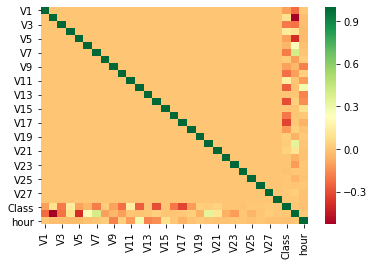 V1
V3
V5
V7
V9
V11
V13
V15
V17
V19
V21
V23
V25
V27
Class
hour
V1
V3
V5
V7
V9
V11
V13
V15
V17
V19
V21
V23
V25
V27
Class
hour
0.9
0.6
0.3
0.0
−0.3